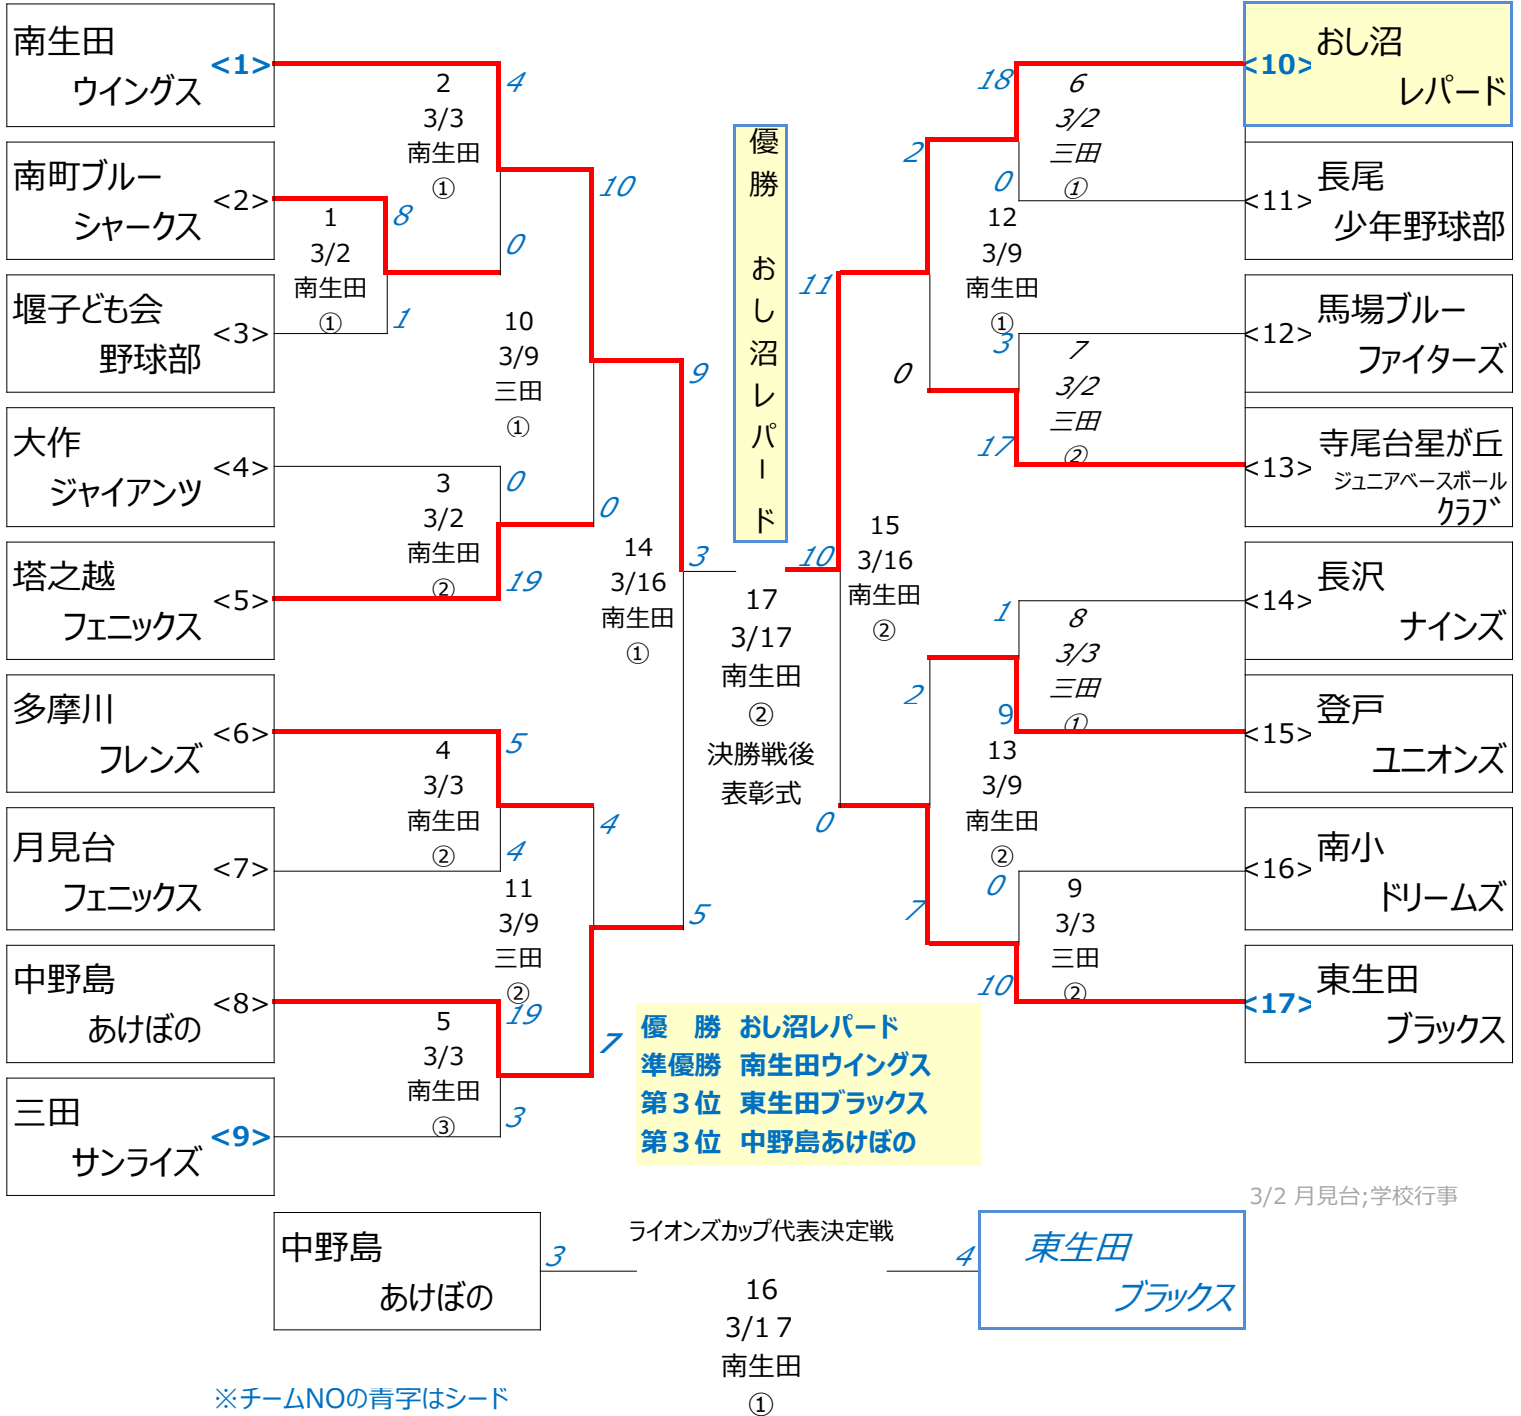 南生田
ウイングス
<1>
南町ブルー
シャークス
<2>
堰子ども会
野球部
<3>
大作
ジャイアンツ
<4>
塔之越
フェニックス
<5>
多摩川
フレンズ
<6>
月見台
フェニックス
<7>
中野島
あけぼの
<8>
三田
サンライズ
<9>
1
3/2
南生田
①
8
1
2
3/3
南生田
①
4
0
3
3/2
南生田
②
0
19
4
3/3
南生田
②
5
4
5
3/3
南生田
③
19
3
10
3/9
三田
①
10
0
11
3/9
三田
②
4
7
14
3/16
南生田
①
9
5
優勝 おし沼レパード
3
10
17
3/17
南生田
②
決勝戦後
表彰式
15
3/16
南生田
②
11
0
12
3/9
南生田
①
2
0
13
3/9
南生田
②
2
7
6
3/2
三田
①
18
0
7
3/2
三田
②
3
17
8
3/3
三田
①
1
9
9
3/3
三田
②
0
10
<10>
おし沼
レパード
<11>
長尾
少年野球部
<12>
馬場ブルー
ファイターズ
<13>
寺尾台星が丘
ジュニアベースボール
クラブ
<14>
長沢
ナインズ
<15>
登戸
ユニオンズ
<16>
南小
ドリームズ
<17>
東生田
ブラックス
優 勝 おし沼レパード
準優勝 南生田ウイングス
第３位 東生田ブラックス
第３位 中野島あけぼの
3/2 月見台;学校行事
ライオンズカップ代表決定戦
中野島
あけぼの
3
16
3/1７
南生田
①
4
東生田
ブラックス
※チームNOの青字はシード